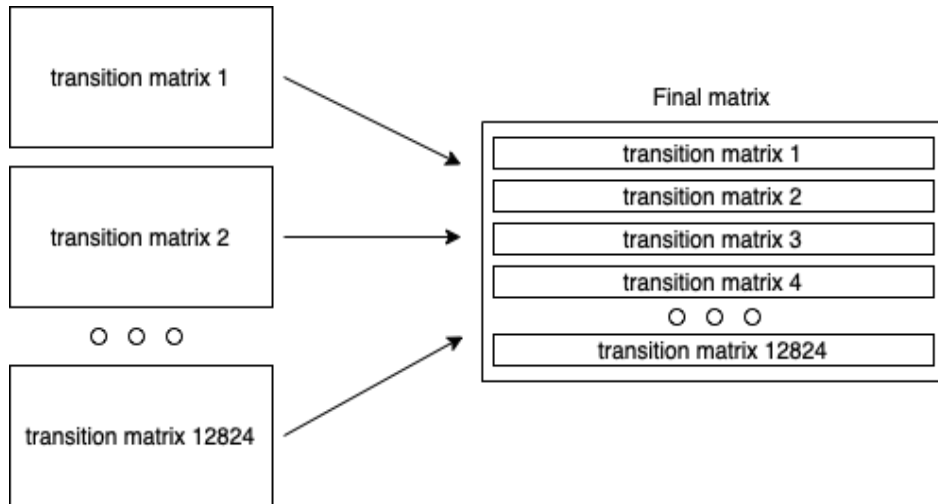 transition matrix 1
transition matrix 2
transition matrix 12824
Final matrix
transition matrix 1
transition matrix 2
transition matrix 3
transition matrix 4
transition matrix 12824